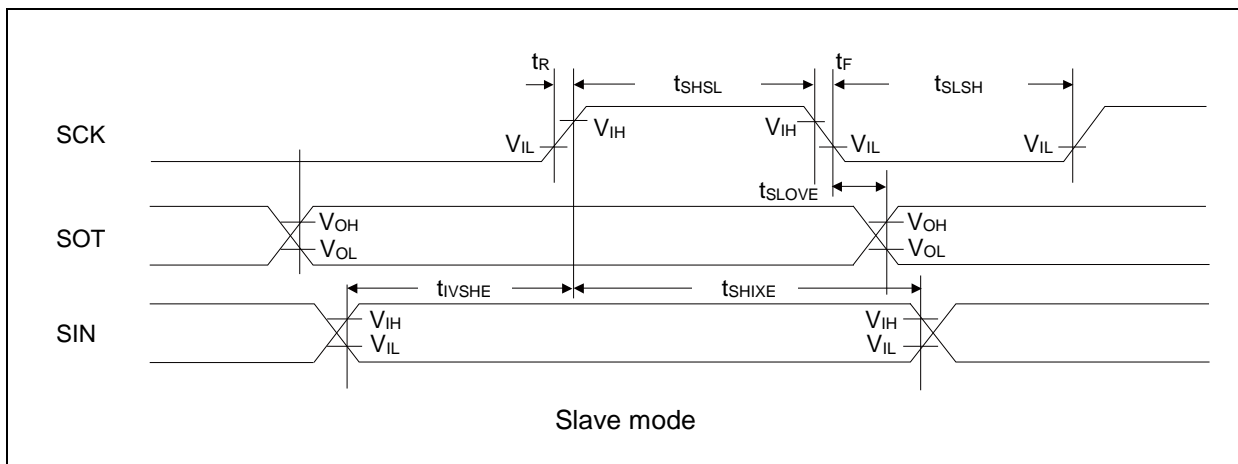 tR tF
tSHSL tSLSH
SCK VIH VIH
VIL VIL VIL
tSLOVE
SOT VOH VOH
VOL VOL
tIVSHE tSHIXE
SIN VIH VIH
VIL VIL
Slave mode